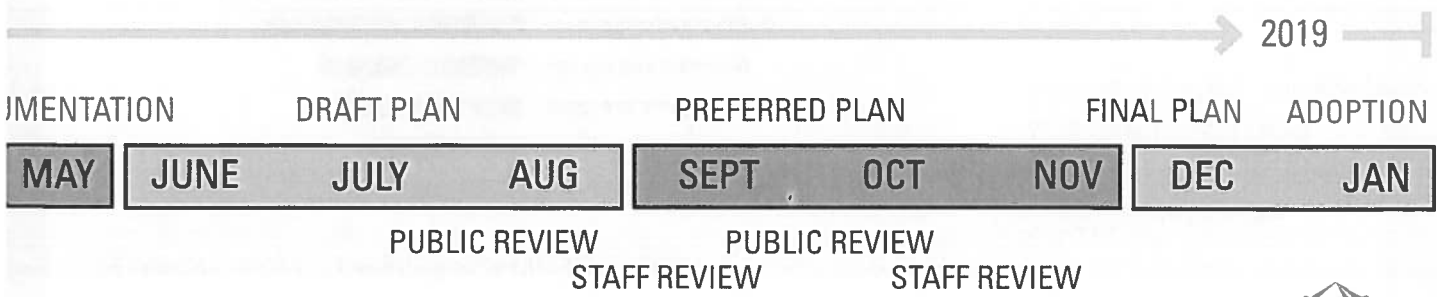 2019
UMENTATION DRAFT PLAN PREFERRED PLAN FINAL PLAN ADOPTION
MAY JUNE JULY AUG SEPT OCT NOV DEC JAN
PUBLIC REVIEW PUBLIC REVIEW
STAFF REVIEW STAFF REVIEW